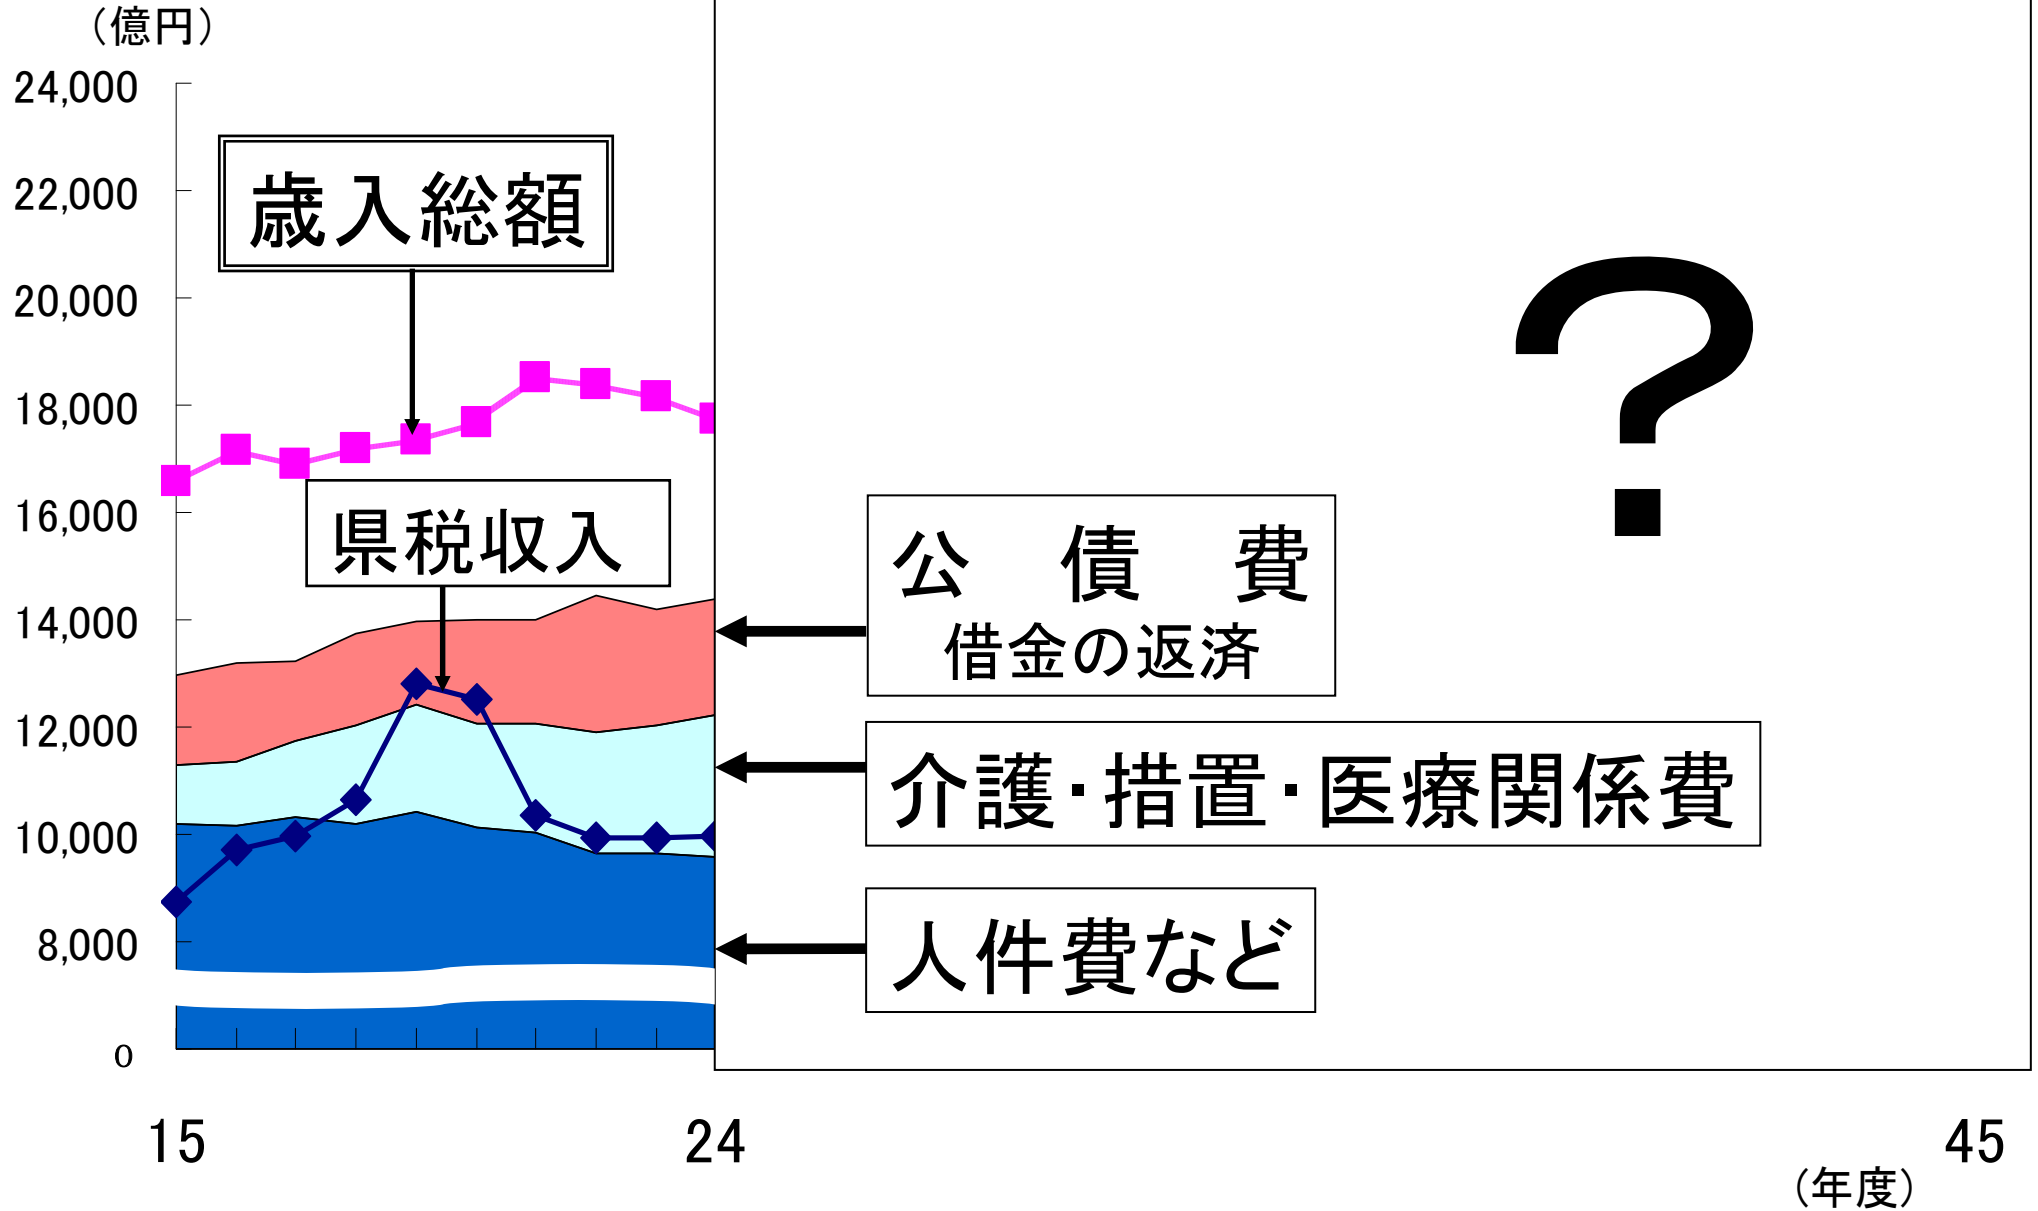 （億円）
24,000
22,000
20,000
18,000
16,000
14,000
12,000
10,000
8,000
0
歳入総額
県税収入
？
公　債　費
借金の返済
介護・措置・医療関係費
人件費など
15
24
45
（年度）